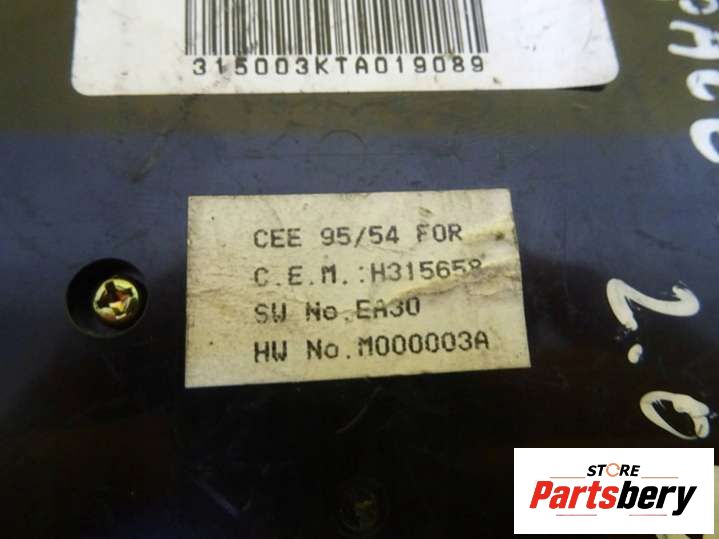 315003KTA019089
CEE 95/54 FOR
C.E.M.:H315658
SW No.EA30
HW No.M000003A
2.0
STORE
Partsbery